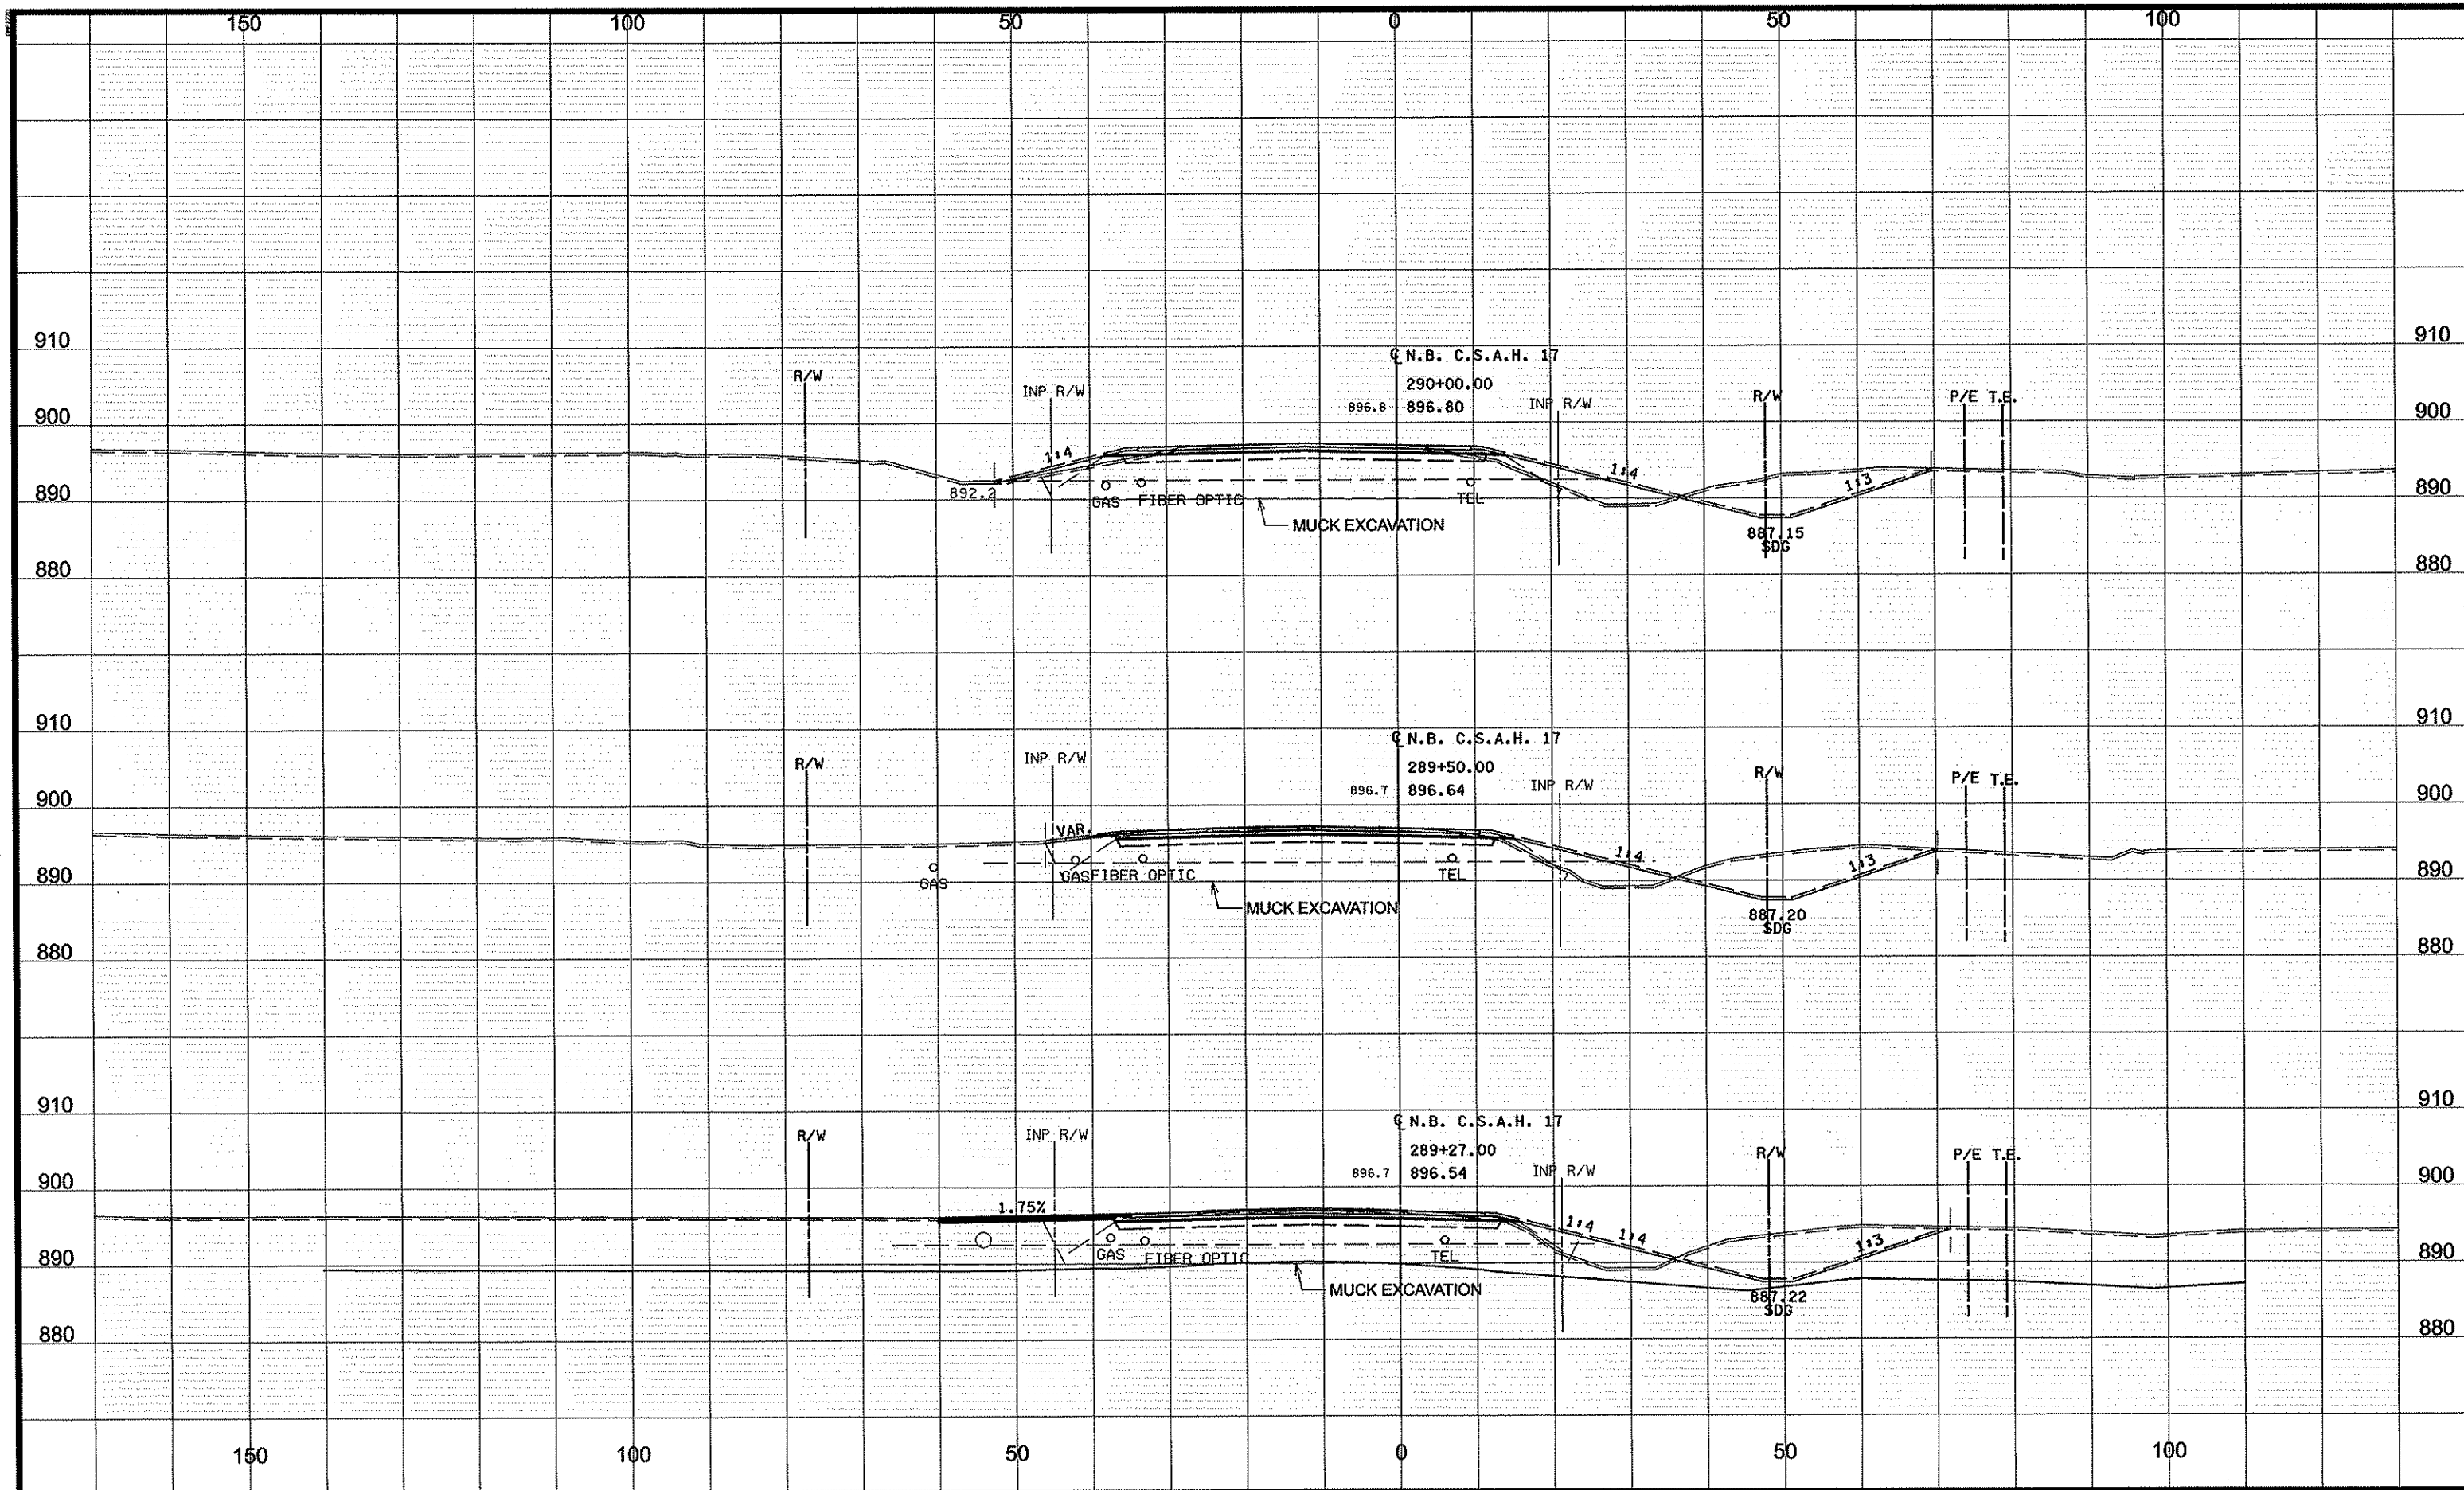 150 100 50 0 50 100
910 910
℄ N.B. C.S.A.H. 17
R/W INP R/W 290+00.00 R/W P/E T.E.
896.8 896.80 INP R/W
900 900
1:4 1:4 1:3
890 892.2 GAS FIBER OPTIC TEL 890
MUCK EXCAVATION 887.15
SDG
880 880
910 910
℄ N.B. C.S.A.H. 17
R/W INP R/W 289+50.00 R/W P/E T.E.
896.7 896.64 INP R/W
900 900
VAR. 1:4 1:3
890 GAS GAS FIBER OPTIC TEL 890
MUCK EXCAVATION 887.20
SDG
880 880
910 910
℄ N.B. C.S.A.H. 17
R/W INP R/W 289+27.00 R/W P/E T.E.
896.7 896.54 INP R/W
900 900
1.75% 1:4 1:4 1:3
890 GAS FIBER OPTIC TEL 890
MUCK EXCAVATION 887.22
SDG
880 880
150 100 50 0 50 100